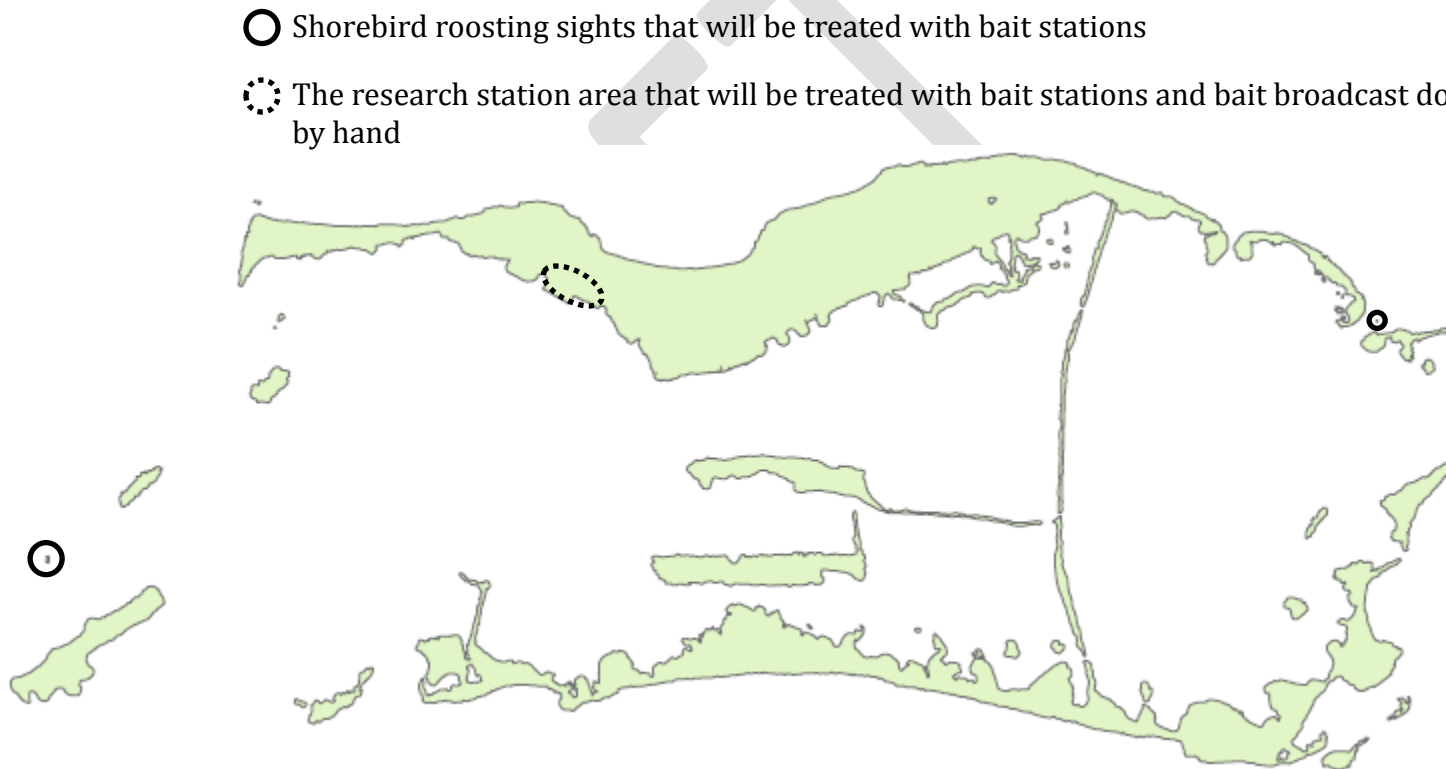 Shorebird roosting sights that will be treated with bait stations
The research station area that will be treated with bait stations and bait broadcast do
by hand